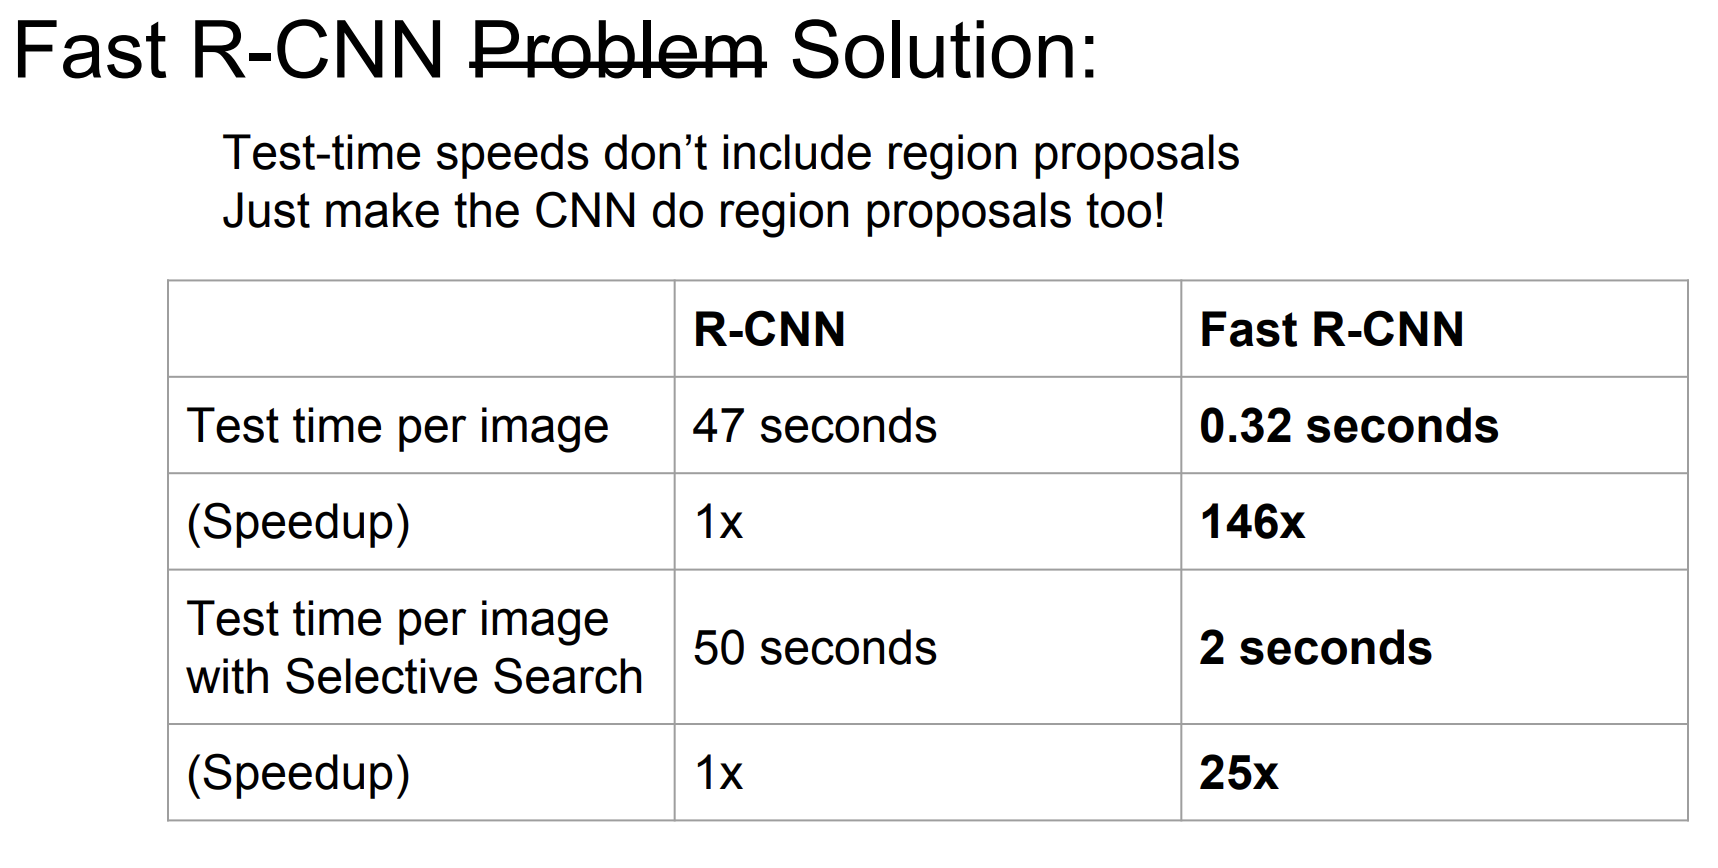 Fast R-CNN Problem Solution:
Test-time speeds don’t include region proposals
Just make the CNN do region proposals too!
R-CNN Fast R-CNN
Test time per image 47 seconds 0.32 seconds
(Speedup) 1x 146x
Test time per image
with Selective Search 50 seconds 2 seconds
(Speedup) 1x 25x